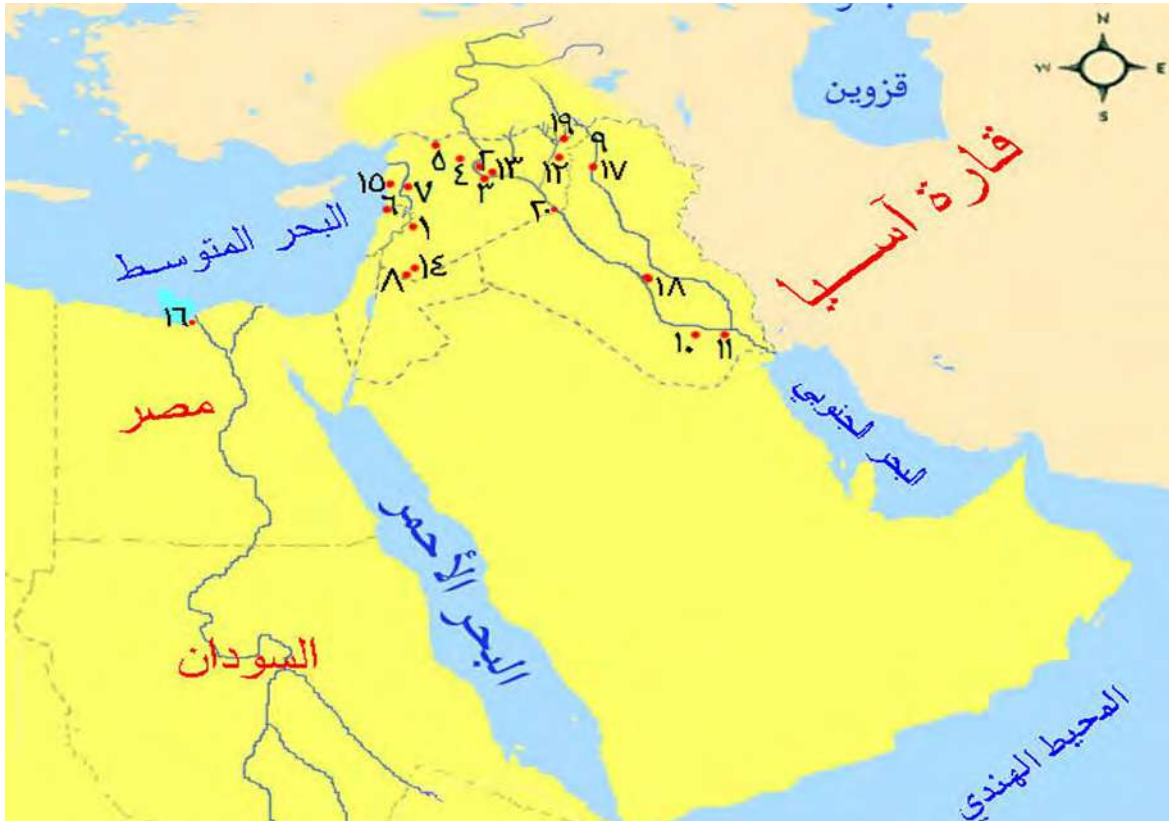 N
W E
S
قزوين
قارة آسيا
١٩
٩
٥
٤
٢
١٣
١٢
١٧
٣
١٥
٧
٦
٢٠
١
البحر المتوسط
١٤
٨
١٨
١٦
١٠
١١
مصر
البحر الجنوبي
البحر الأحمر
السودان
المحيط الهندي